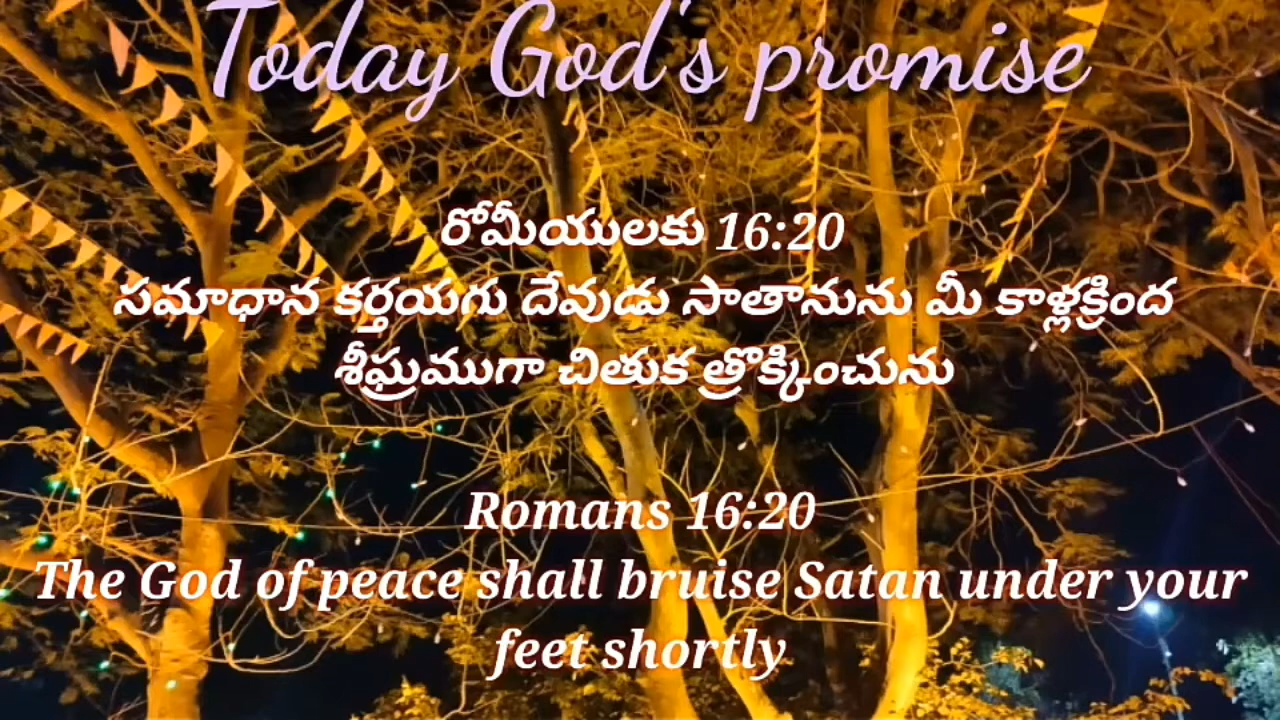 Today God's promise
రోమీయులకు 16:20
సమాధాన కర్తయగు దేవుడు సాతానును మీ కాళ్లక్రింద
శీఘ్రముగా చితుక త్రొక్కించును
Romans 16:20
The God of peace shall bruise Satan under your
feet shortly